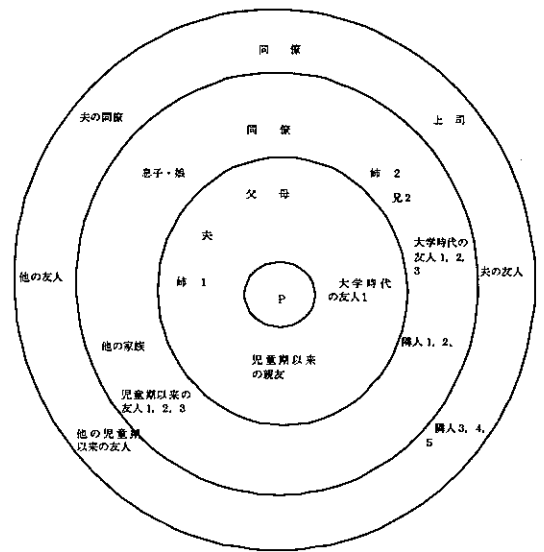 同 僚
夫の同僚
上 司
同 僚
息子・娘
姉 2
父 母
兄2
夫
大学時代の
友人1, 2,
3
他の友人
姉 1
P
大学時代
の友人1
夫の友人
他の家族
児童期以来
の親友
隣人1, 2,
児童期以来の
友人1, 2, 3
他の児童期
以来の友人
隣人3, 4,
5